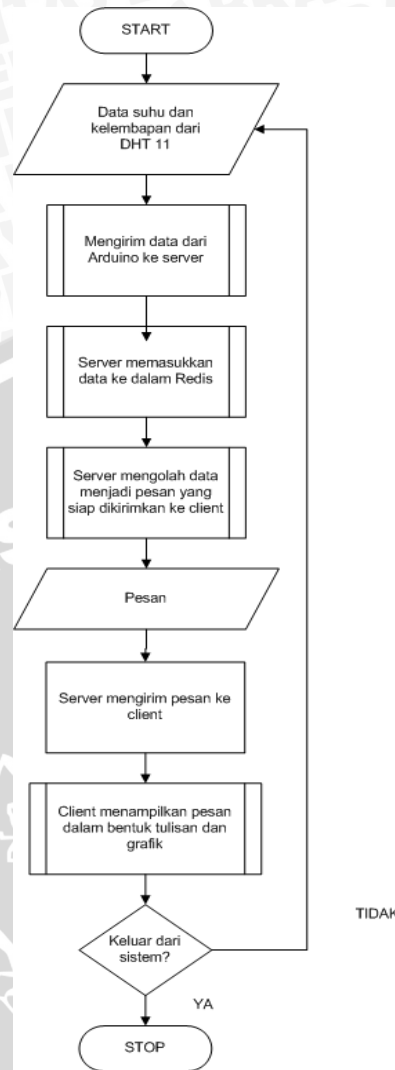 START
Data suhu dan
kelembapan dari
DHT 11
Mengirim data dari
Arduino ke server
Server memasukkan
data ke dalam Redis
Server mengolah data
menjadi pesan yang
siap dikirimkan ke client
Pesan
Server mengirim pesan ke
client
Client menampilkan pesan
dalam bentuk tulisan dan
grafik
Keluar dari
sistem?
TIDAK
YA
STOP